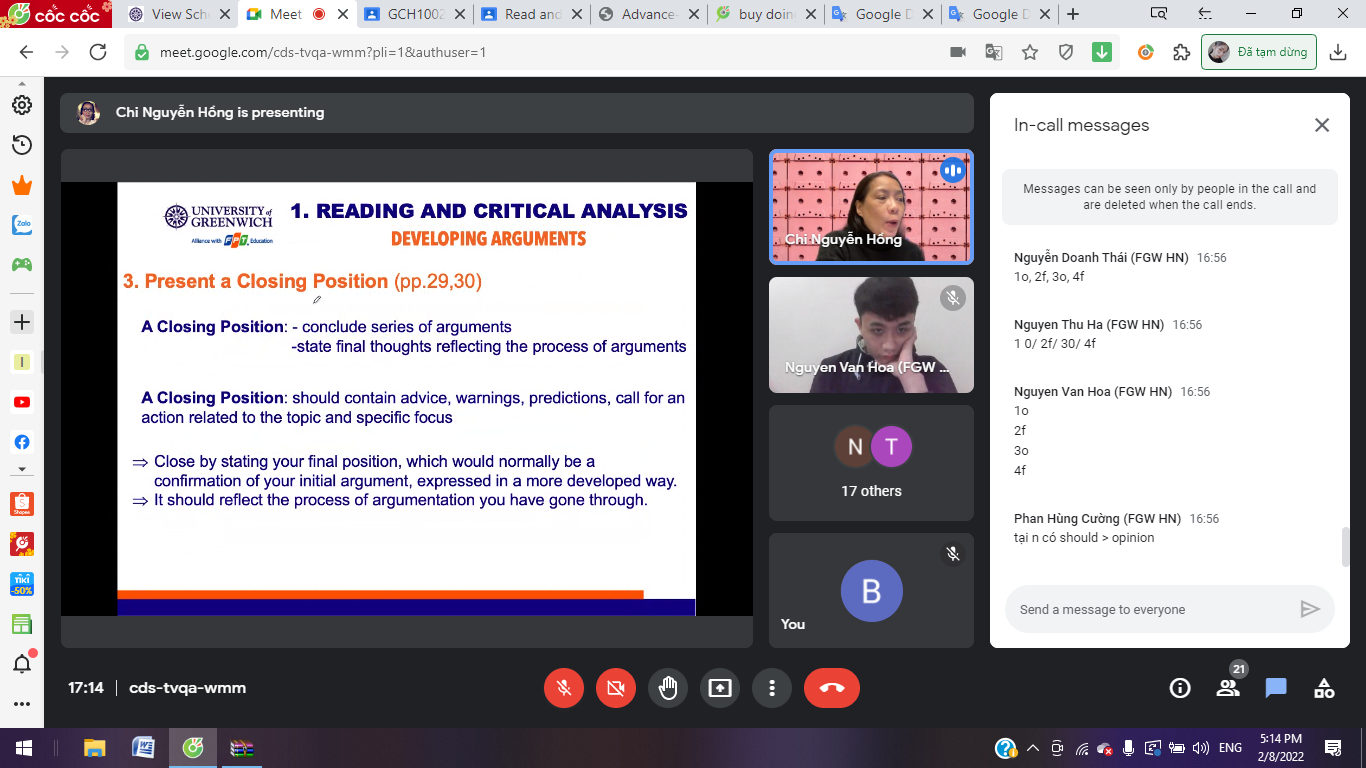 cốc cốc
View Sch
Meet
GCH1002
Read and
Advance-
buy doin
Google D
Google D
meet.google.com/cds-tvqa-wmm?pli=1&authuser=1
Đã tạm dừng
Chi Nguyễn Hồng is presenting
UNIVERSITY of
GREENWICH
Alliance with FPT Education
1. READING AND CRITICAL ANALYSIS
DEVELOPING ARGUMENTS
3. Present a Closing Position (pp.29,30)
A Closing Position: - conclude series of arguments
-state final thoughts reflecting the process of arguments
A Closing Position: should contain advice, warnings, predictions, call for an
action related to the topic and specific focus
⇒ Close by stating your final position, which would normally be a
confirmation of your initial argument, expressed in a more developed way.
⇒ It should reflect the process of argumentation you have gone through.
Chi Nguyễn Hồng
Nguyen Van Hoa (FGW ...
N T
17 others
B
You
In-call messages
Messages can be seen only by people in the call and
are deleted when the call ends.
Nguyễn Doanh Thái (FGW HN) 16:56
1o, 2f, 3o, 4f
Nguyen Thu Ha (FGW HN) 16:56
1 0/ 2f/ 30/ 4f
Nguyen Van Hoa (FGW HN) 16:56
1o
2f
3o
4f
Phan Hùng Cường (FGW HN) 16:56
tại n có should > opinion
Send a message to everyone
Zalo
I
Shopee
TIKI
-50%
17:14 | cds-tvqa-wmm
21
ENG
5:14 PM
2/8/2022